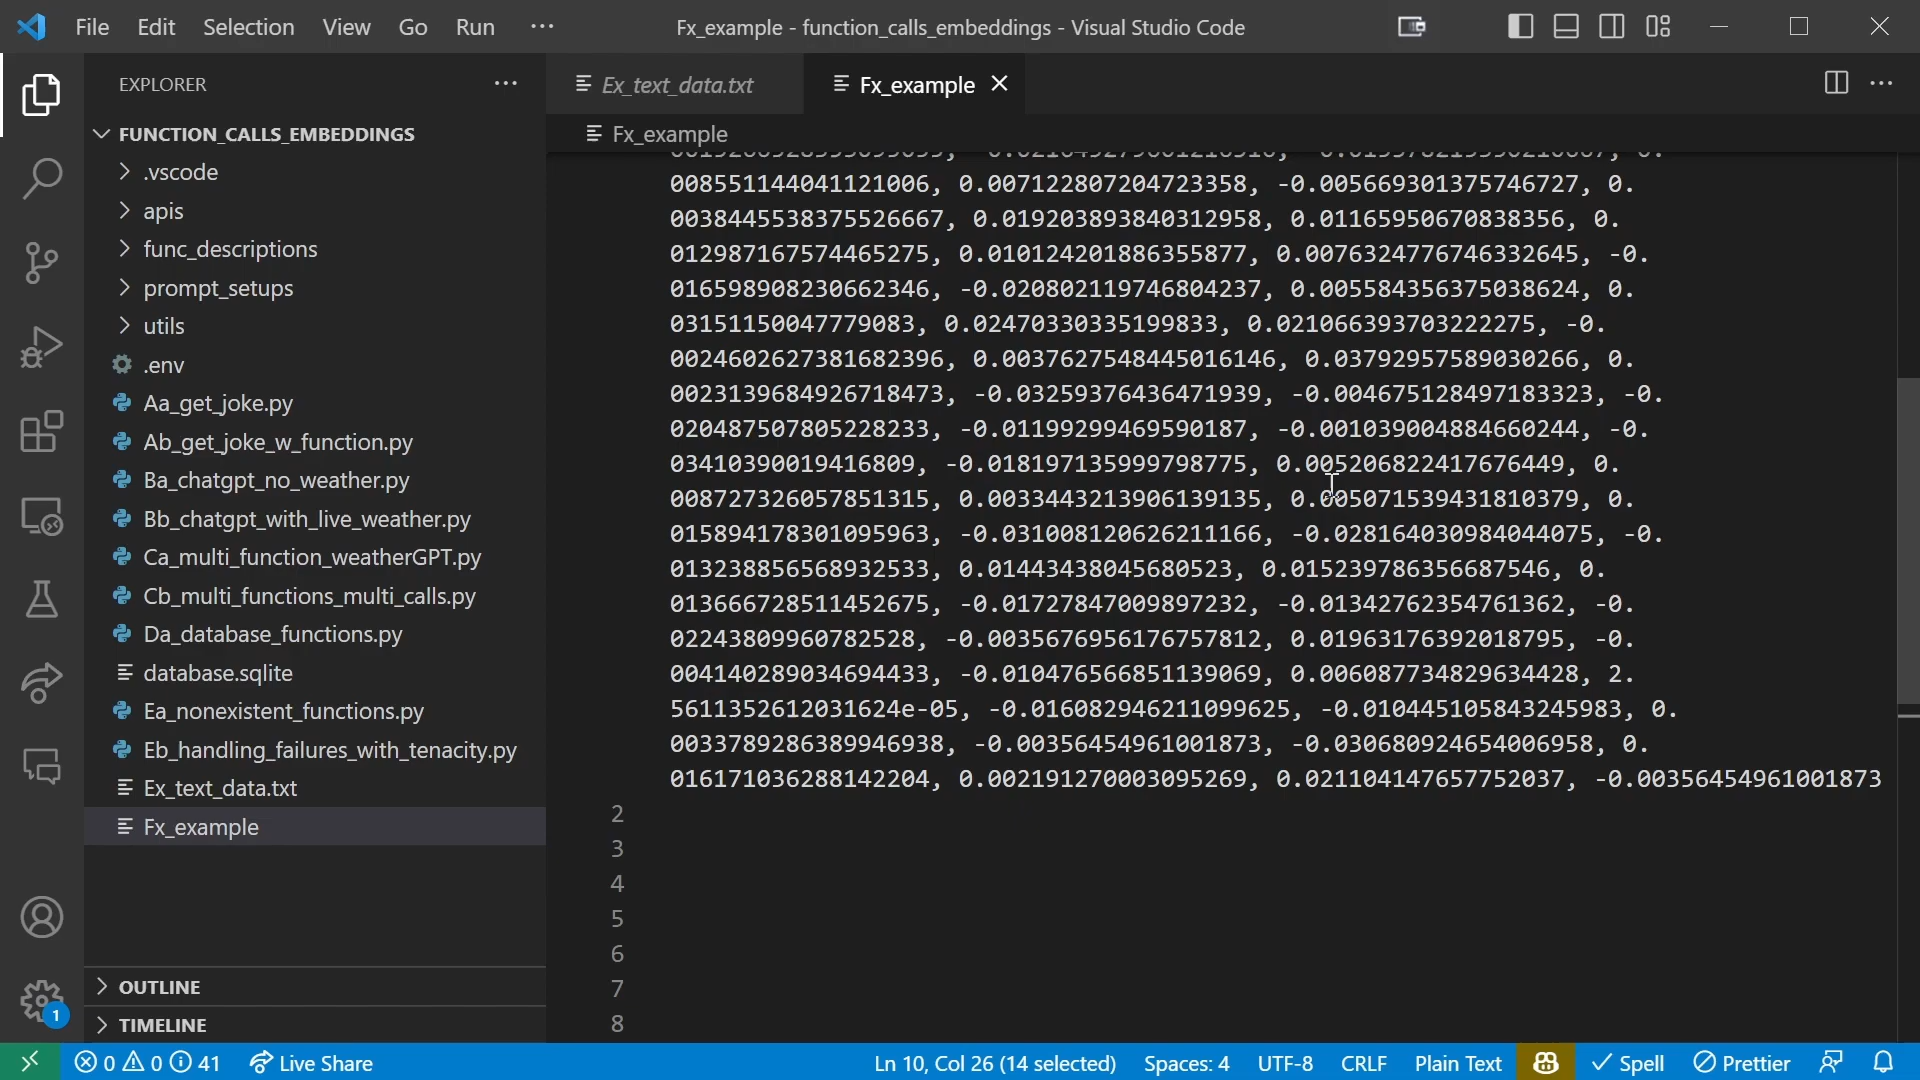 File Edit Selection View Go Run ···
Fx_example - function_calls_embeddings - Visual Studio Code
EXPLORER
FUNCTION_CALLS_EMBEDDINGS
.vscode
apis
func_descriptions
prompt_setups
utils
.env
Aa_get_joke.py
Ab_get_joke_w_function.py
Ba_chatgpt_no_weather.py
Bb_chatgpt_with_live_weather.py
Ca_multi_function_weatherGPT.py
Cb_multi_functions_multi_calls.py
Da_database_functions.py
database.sqlite
Ea_nonexistent_functions.py
Eb_handling_failures_with_tenacity.py
Ex_text_data.txt
Fx_example
OUTLINE
TIMELINE
1
Ex_text_data.txt
Fx_example
Fx_example
008551144041121006, 0.007122807204723358, -0.005669301375746727, 0.
0038445538375526667, 0.019203893840312958, 0.01165950670838356, 0.
012987167574465275, 0.010124201886355877, 0.0076324776746332645, -0.
016598908230662346, -0.020802119746804237, 0.005584356375038624, 0.
03151150047779083, 0.02470330335199833, 0.021066393703222275, -0.
0024602627381682396, 0.0037627548445016146, 0.03792957589030266, 0.
0023139684926718473, -0.03259376436471939, -0.004675128497183323, -0.
020487507805228233, -0.01199299469590187, -0.001039004884660244, -0.
03410390019416809, -0.018197135999798775, 0.005206822417676449, 0.
008727326057851315, 0.0033443213906139135, 0.005071539431810379, 0.
015894178301095963, -0.031008120626211166, -0.028164030984044075, -0.
013238856568932533, 0.01443438045680523, 0.015239786356687546, 0.
013666728511452675, -0.01727847009897232, -0.01342762354761362, -0.
02243809960782528, -0.0035676956176757812, 0.01963176392018795, -0.
004140289034694433, -0.010476566851139069, 0.006087734829634428, 2.
5611352612031624e-05, -0.016082946211099625, -0.010445105843245983, 0.
0033789286389946938, -0.00356454961001873, -0.030680924654006958, 0.
016171036288142204, 0.002191270003095269, 0.021104147657752037, -0.00356454961001873
2
3
4
5
6
7
8
0 0 41 Live Share
Ln 10, Col 26 (14 selected) Spaces: 4 UTF-8 CRLF Plain Text Spell Prettier